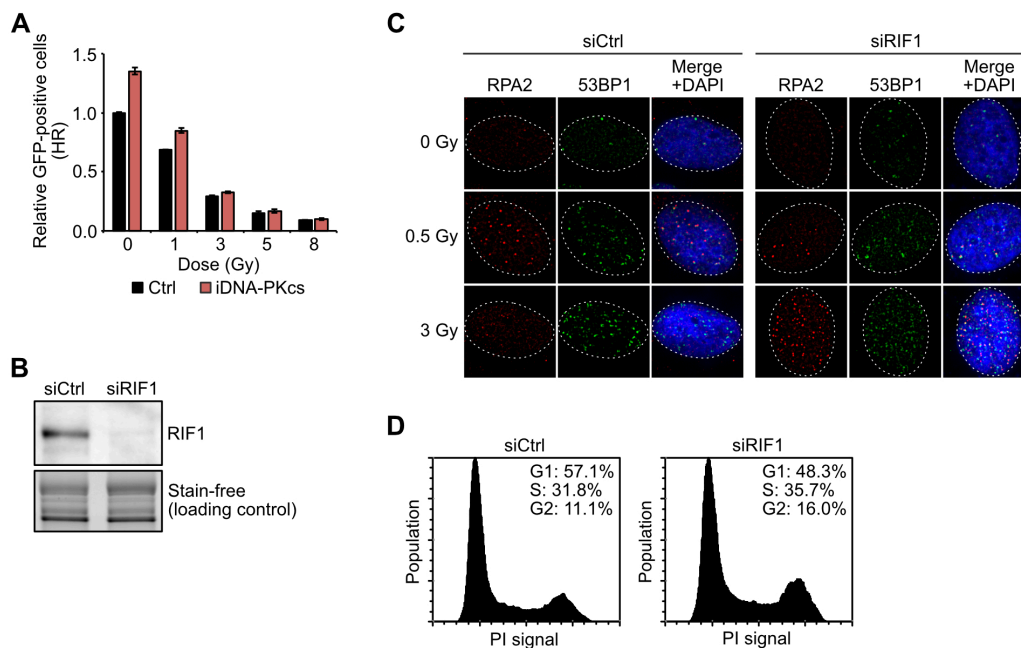 A
Relative GFP-positive cells
(HR)
1.5
1.0
0.5
0.0
0 1 3 5 8
Dose (Gy)
Ctrl iDNA-PKcs
B
siCtrl siRIF1
RIF1
Stain-free
(loading control)
C
siCtrl siRIF1
RPA2 53BP1 Merge +DAPI RPA2 53BP1 Merge +DAPI
0 Gy
0.5 Gy
3 Gy
D
siCtrl
G1: 57.1%
S: 31.8%
G2: 11.1%
Population
PI signal
siRIF1
G1: 48.3%
S: 35.7%
G2: 16.0%
Population
PI signal